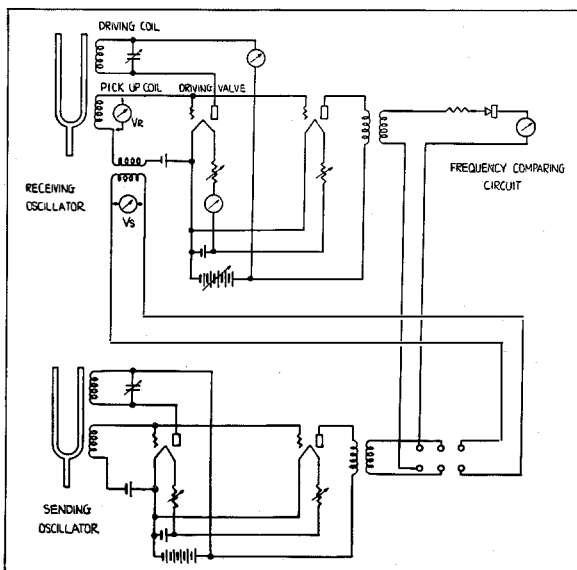 DRIVING COIL
PICK UP COIL
DRIVING VALVE
VR
RECEIVING
OSCILLATOR
VS
FREQUENCY COMPARING
CIRCUIT
SENDING
OSCILLATOR